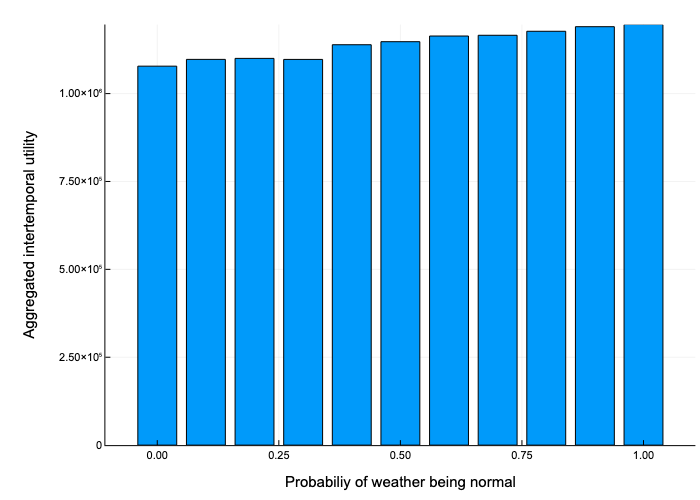 Aggregated intertemporal utility
1.00×10⁶
7.50×10⁵
5.00×10⁵
2.50×10⁵
0
0.00 0.25 0.50 0.75 1.00
Probabiliy of weather being normal